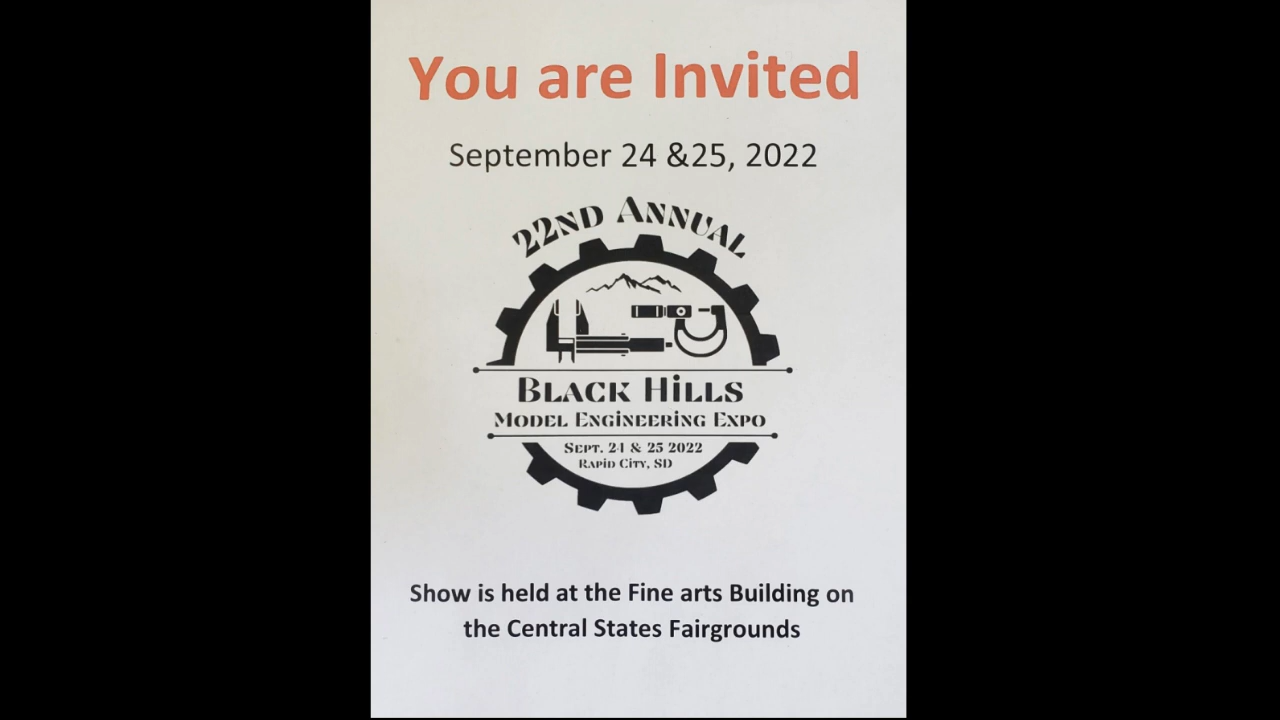 You are Invited
September 24 &25, 2022
22ND ANNUAL
BLACK HiLLS
MODEL ENGiNEERiNG EXPO
SEPT. 24 & 25 2022
RAPiD CiTY, SD
Show is held at the Fine arts Building on
the Central States Fairgrounds